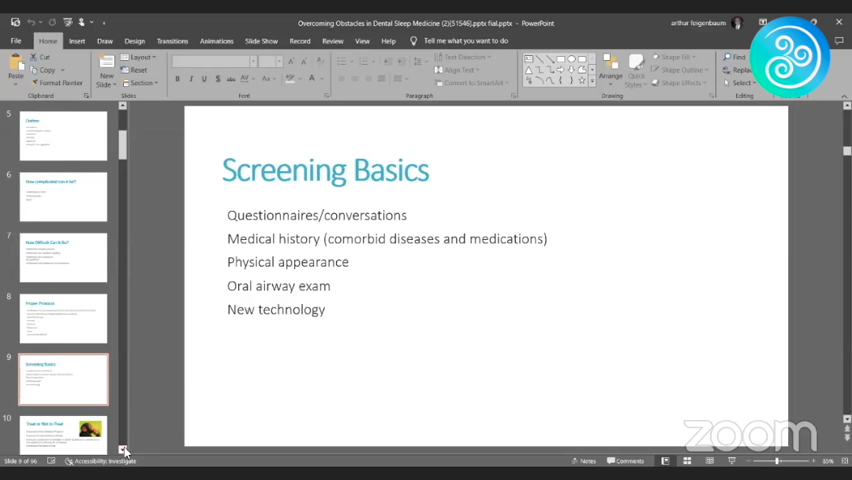 Overcoming Obstacles in Dental Sleep Medicine (2)[51546].pptx fial.pptx - PowerPoint
arthur feigenbaum
File Home Insert Draw Design Transitions Animations Slide Show Record Review View Help Tell me what you want to do
Paste
Cut
Copy
Format Painter
New
Slide
Layout
Reset
Section
Text Direction
Align Text
Convert to SmartArt
Arrange
Quick
Styles
Shape Fill
Shape Outline
Shape Effects
Find
Replac
Select
Clipboard Slides Font Paragraph Drawing Editing
5
Outline
6
How complicated can it be?
7
How Difficult Can It Be?
8
Proper Protocol
9
Screening Basics
10
Treat or Not to Treat
Screening Basics
Questionnaires/conversations
Medical history (comorbid diseases and medications)
Physical appearance
Oral airway exam
New technology
zoom
Slide 9 of 96 Accessibility: Investigate Notes Comments 85%